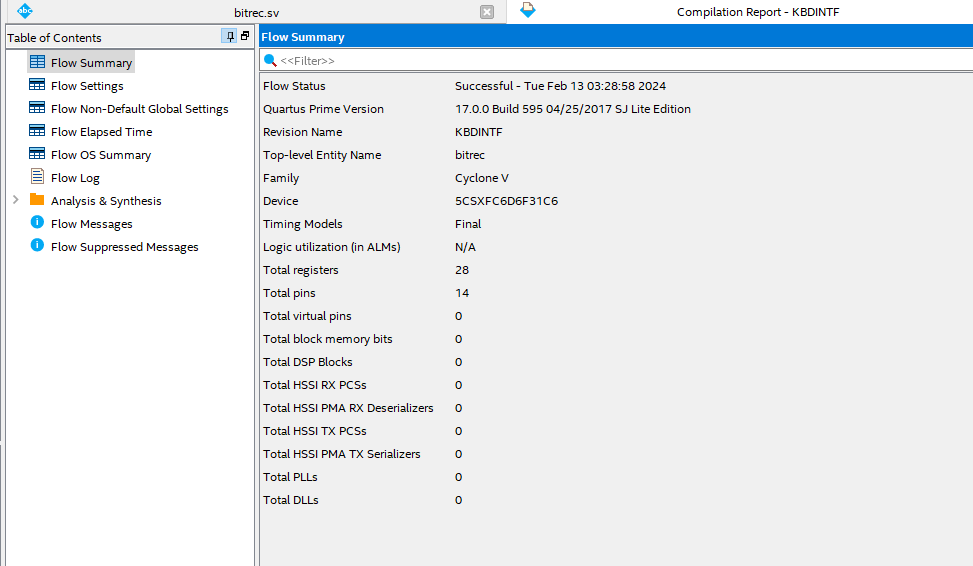 abc bitrec.sv
Compilation Report - KBDINTF
Table of Contents
Flow Summary
Flow Settings
Flow Non-Default Global Settings
Flow Elapsed Time
Flow OS Summary
Flow Log
Analysis & Synthesis
Flow Messages
Flow Suppressed Messages
Flow Summary
<<Filter>>
Flow Status Successful - Tue Feb 13 03:28:58 2024
Quartus Prime Version 17.0.0 Build 595 04/25/2017 SJ Lite Edition
Revision Name KBDINTF
Top-level Entity Name bitrec
Family Cyclone V
Device 5CSXFC6D6F31C6
Timing Models Final
Logic utilization (in ALMs) N/A
Total registers 28
Total pins 14
Total virtual pins 0
Total block memory bits 0
Total DSP Blocks 0
Total HSSI RX PCSs 0
Total HSSI PMA RX Deserializers 0
Total HSSI TX PCSs 0
Total HSSI PMA TX Serializers 0
Total PLLs 0
Total DLLs 0